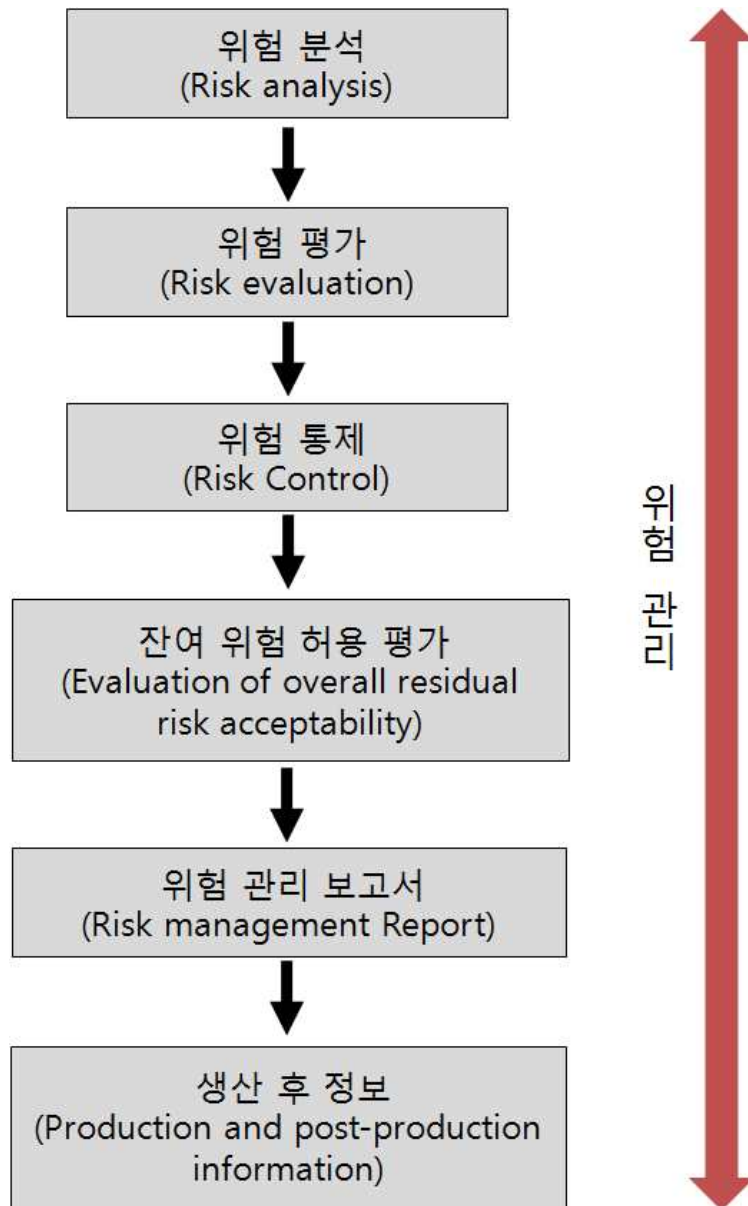 위험 분석
(Risk analysis)
위험 평가
(Risk evaluation)
위험 통제
(Risk Control)
잔여 위험 허용 평가
(Evaluation of overall residual
risk acceptability)
위험 관리 보고서
(Risk management Report)
생산 후 정보
(Production and post-production
information)
위험 관리